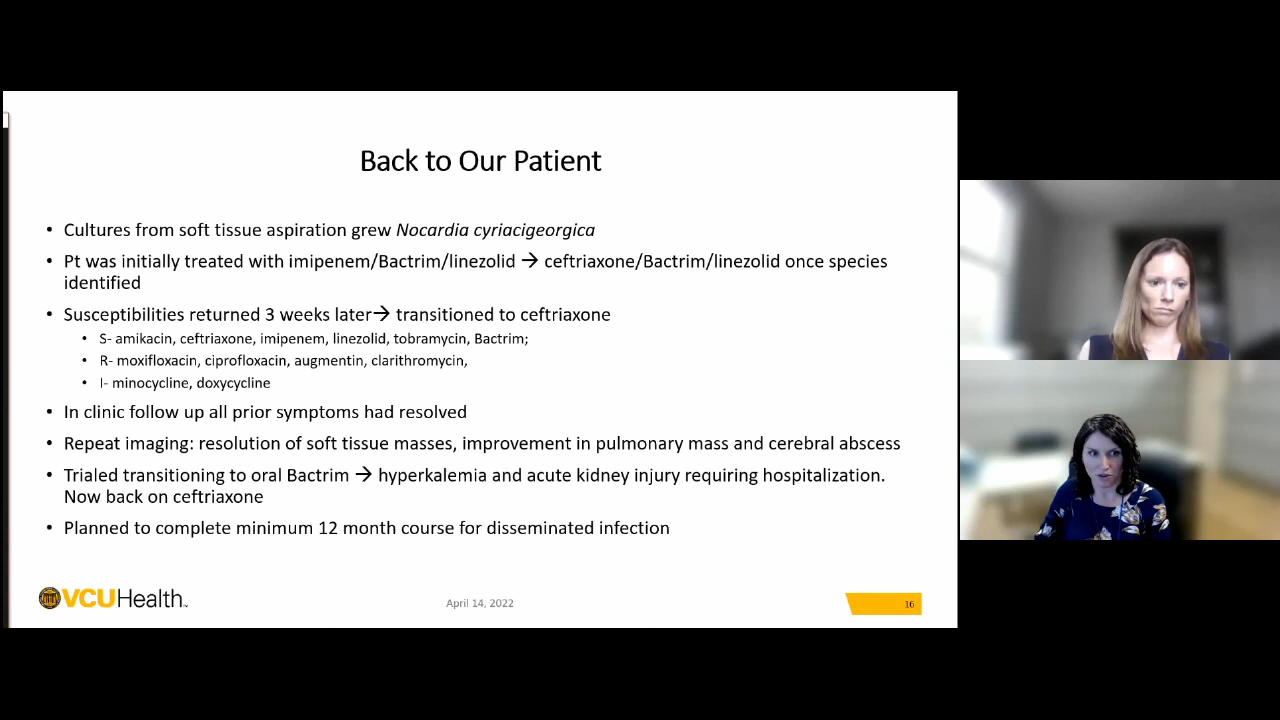 Back to Our Patient
• Cultures from soft tissue aspiration grew Nocardia cyriacigeorgica
• Pt was initially treated with imipenem/Bactrim/linezolid → ceftriaxone/Bactrim/linezolid once species
identified
• Susceptibilities returned 3 weeks later→ transitioned to ceftriaxone
• S- amikacin, ceftriaxone, imipenem, linezolid, tobramycin, Bactrim;
• R- moxifloxacin, ciprofloxacin, augmentin, clarithromycin,
• I- minocycline, doxycycline
• In clinic follow up all prior symptoms had resolved
• Repeat imaging: resolution of soft tissue masses, improvement in pulmonary mass and cerebral abscess
• Trialed transitioning to oral Bactrim → hyperkalemia and acute kidney injury requiring hospitalization.
Now back on ceftriaxone
• Planned to complete minimum 12 month course for disseminated infection
VCUHealth™
April 14, 2022
16